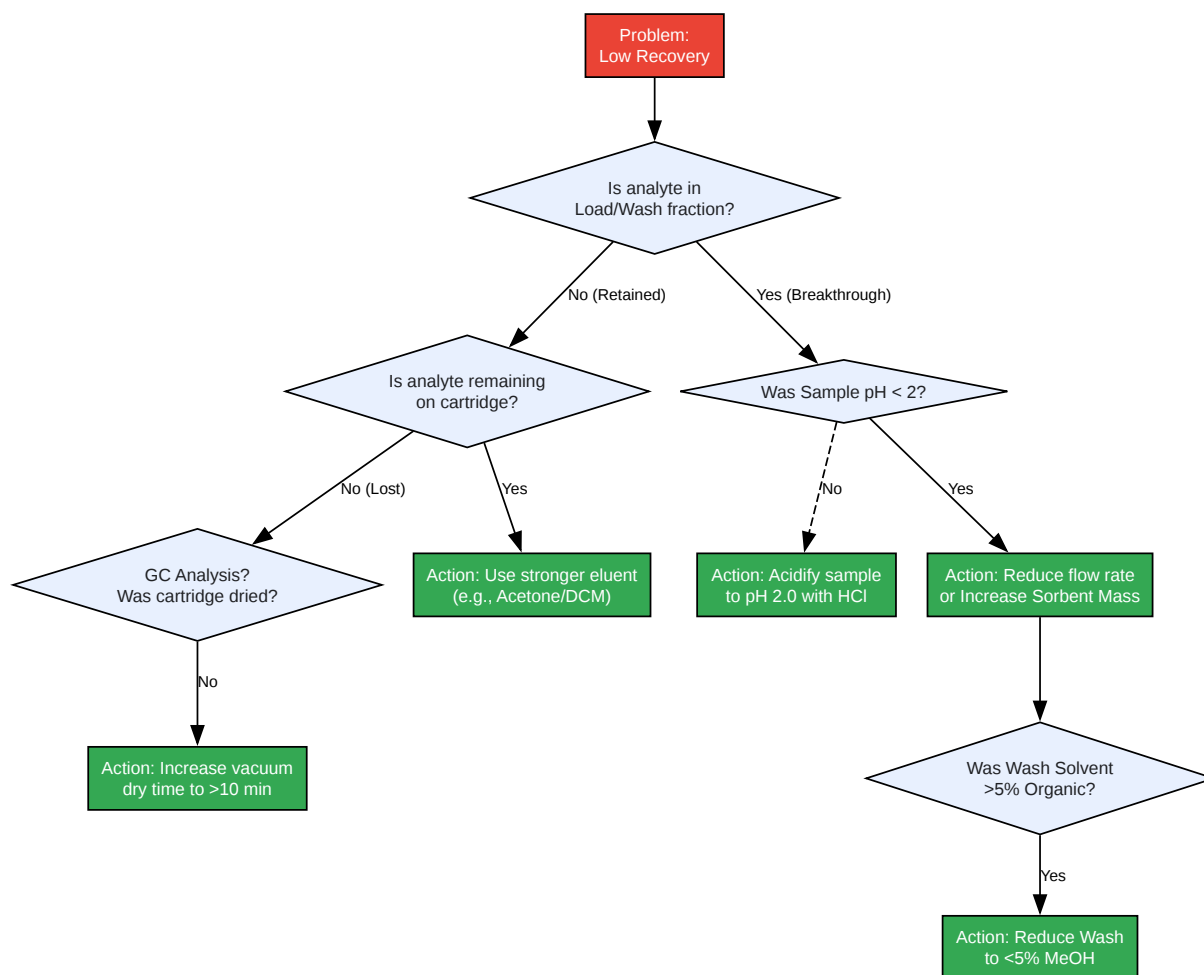 Problem:
Low Recovery
Is analyte in
Load/Wash fraction?
No (Retained)
Yes (Breakthrough)
Is analyte remaining
on cartridge?
Was Sample pH < 2?
No (Lost)
Yes
No
Yes
GC Analysis?
Was cartridge dried?
Action: Use stronger eluent
(e.g., Acetone/DCM)
Action: Acidify sample
to pH 2.0 with HCl
Action: Reduce flow rate
or Increase Sorbent Mass
No
Action: Increase vacuum
dry time to >10 min
Was Wash Solvent
>5% Organic?
Yes
Action: Reduce Wash
to <5% MeOH